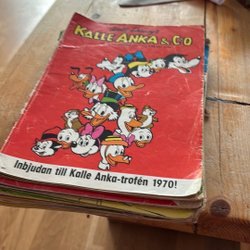 KALLE ANKA & C:O
Inbjudan till Kalle Anka-trofén 1970!